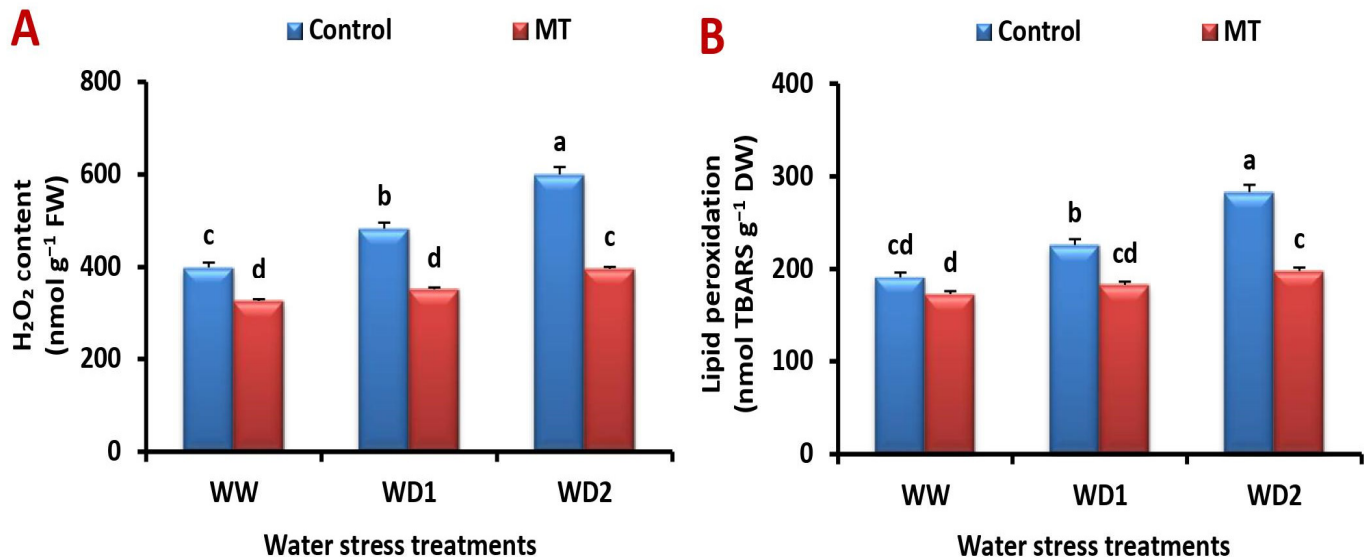 A
Control MT
800
600
400
200
0
H₂O₂ content
(nmol g⁻¹ FW)
c
d
b
d
a
c
WW WD1 WD2
Water stress treatments
B
Control MT
400
300
200
100
0
Lipid peroxidation
(nmol TBARS g⁻¹ DW)
cd
d
b
cd
a
c
WW WD1 WD2
Water stress treatments